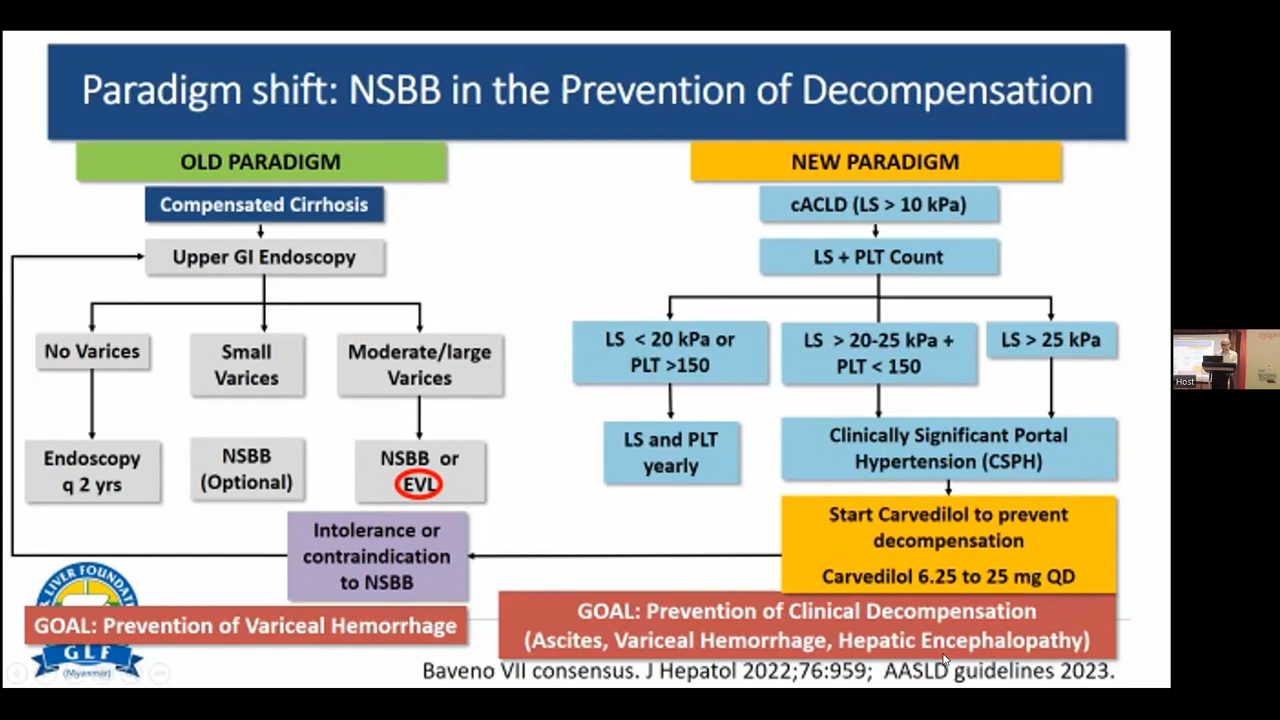 Paradigm shift: NSBB in the Prevention of Decompensation
OLD PARADIGM
Compensated Cirrhosis
Upper GI Endoscopy
No Varices
Small
Varices
Moderate/large
Varices
Endoscopy
q 2 yrs
NSBB
(Optional)
NSBB or
EVL
Intolerance or
contraindication
to NSBB
GOAL: Prevention of Variceal Hemorrhage
NEW PARADIGM
cACLD (LS > 10 kPa)
LS + PLT Count
LS < 20 kPa or
PLT >150
LS > 20-25 kPa +
PLT < 150
LS > 25 kPa
LS and PLT
yearly
Clinically Significant Portal
Hypertension (CSPH)
Start Carvedilol to prevent
decompensation
Carvedilol 6.25 to 25 mg QD
GOAL: Prevention of Clinical Decompensation
(Ascites, Variceal Hemorrhage, Hepatic Encephalopathy)
LIVER FOUNDA
GLF
(Myanmar)
Baveno VII consensus. J Hepatol 2022;76:959; AASLD guidelines 2023.
Host